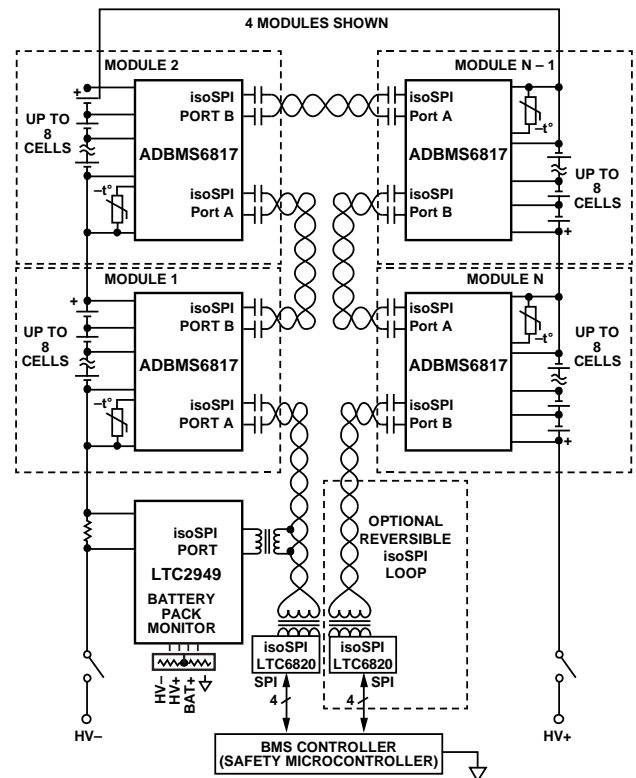 4 MODULES SHOWN
MODULE 2
+
UP TO
8
CELLS
–t°
isoSPI
PORT B
ADBMS6817
isoSPI
Port A
MODULE N – 1
isoSPI
Port A
ADBMS6817
isoSPI
Port B
–t°
UP TO
8
CELLS
+
MODULE 1
+
UP TO
8
CELLS
–t°
isoSPI
PORT B
ADBMS6817
isoSPI
PORT A
MODULE N
isoSPI
Port A
ADBMS6817
isoSPI
Port B
–t°
UP TO
8
CELLS
+
isoSPI
PORT
LTC2949
BATTERY
PACK
MONITOR
HV–
HV+
BAT+
OPTIONAL
REVERSIBLE
isoSPI
LOOP
isoSPI
LTC6820
SPI
4
isoSPI
LTC6820
SPI
4
HV–
HV+
BMS CONTROLLER
(SAFETY MICROCONTROLLER)